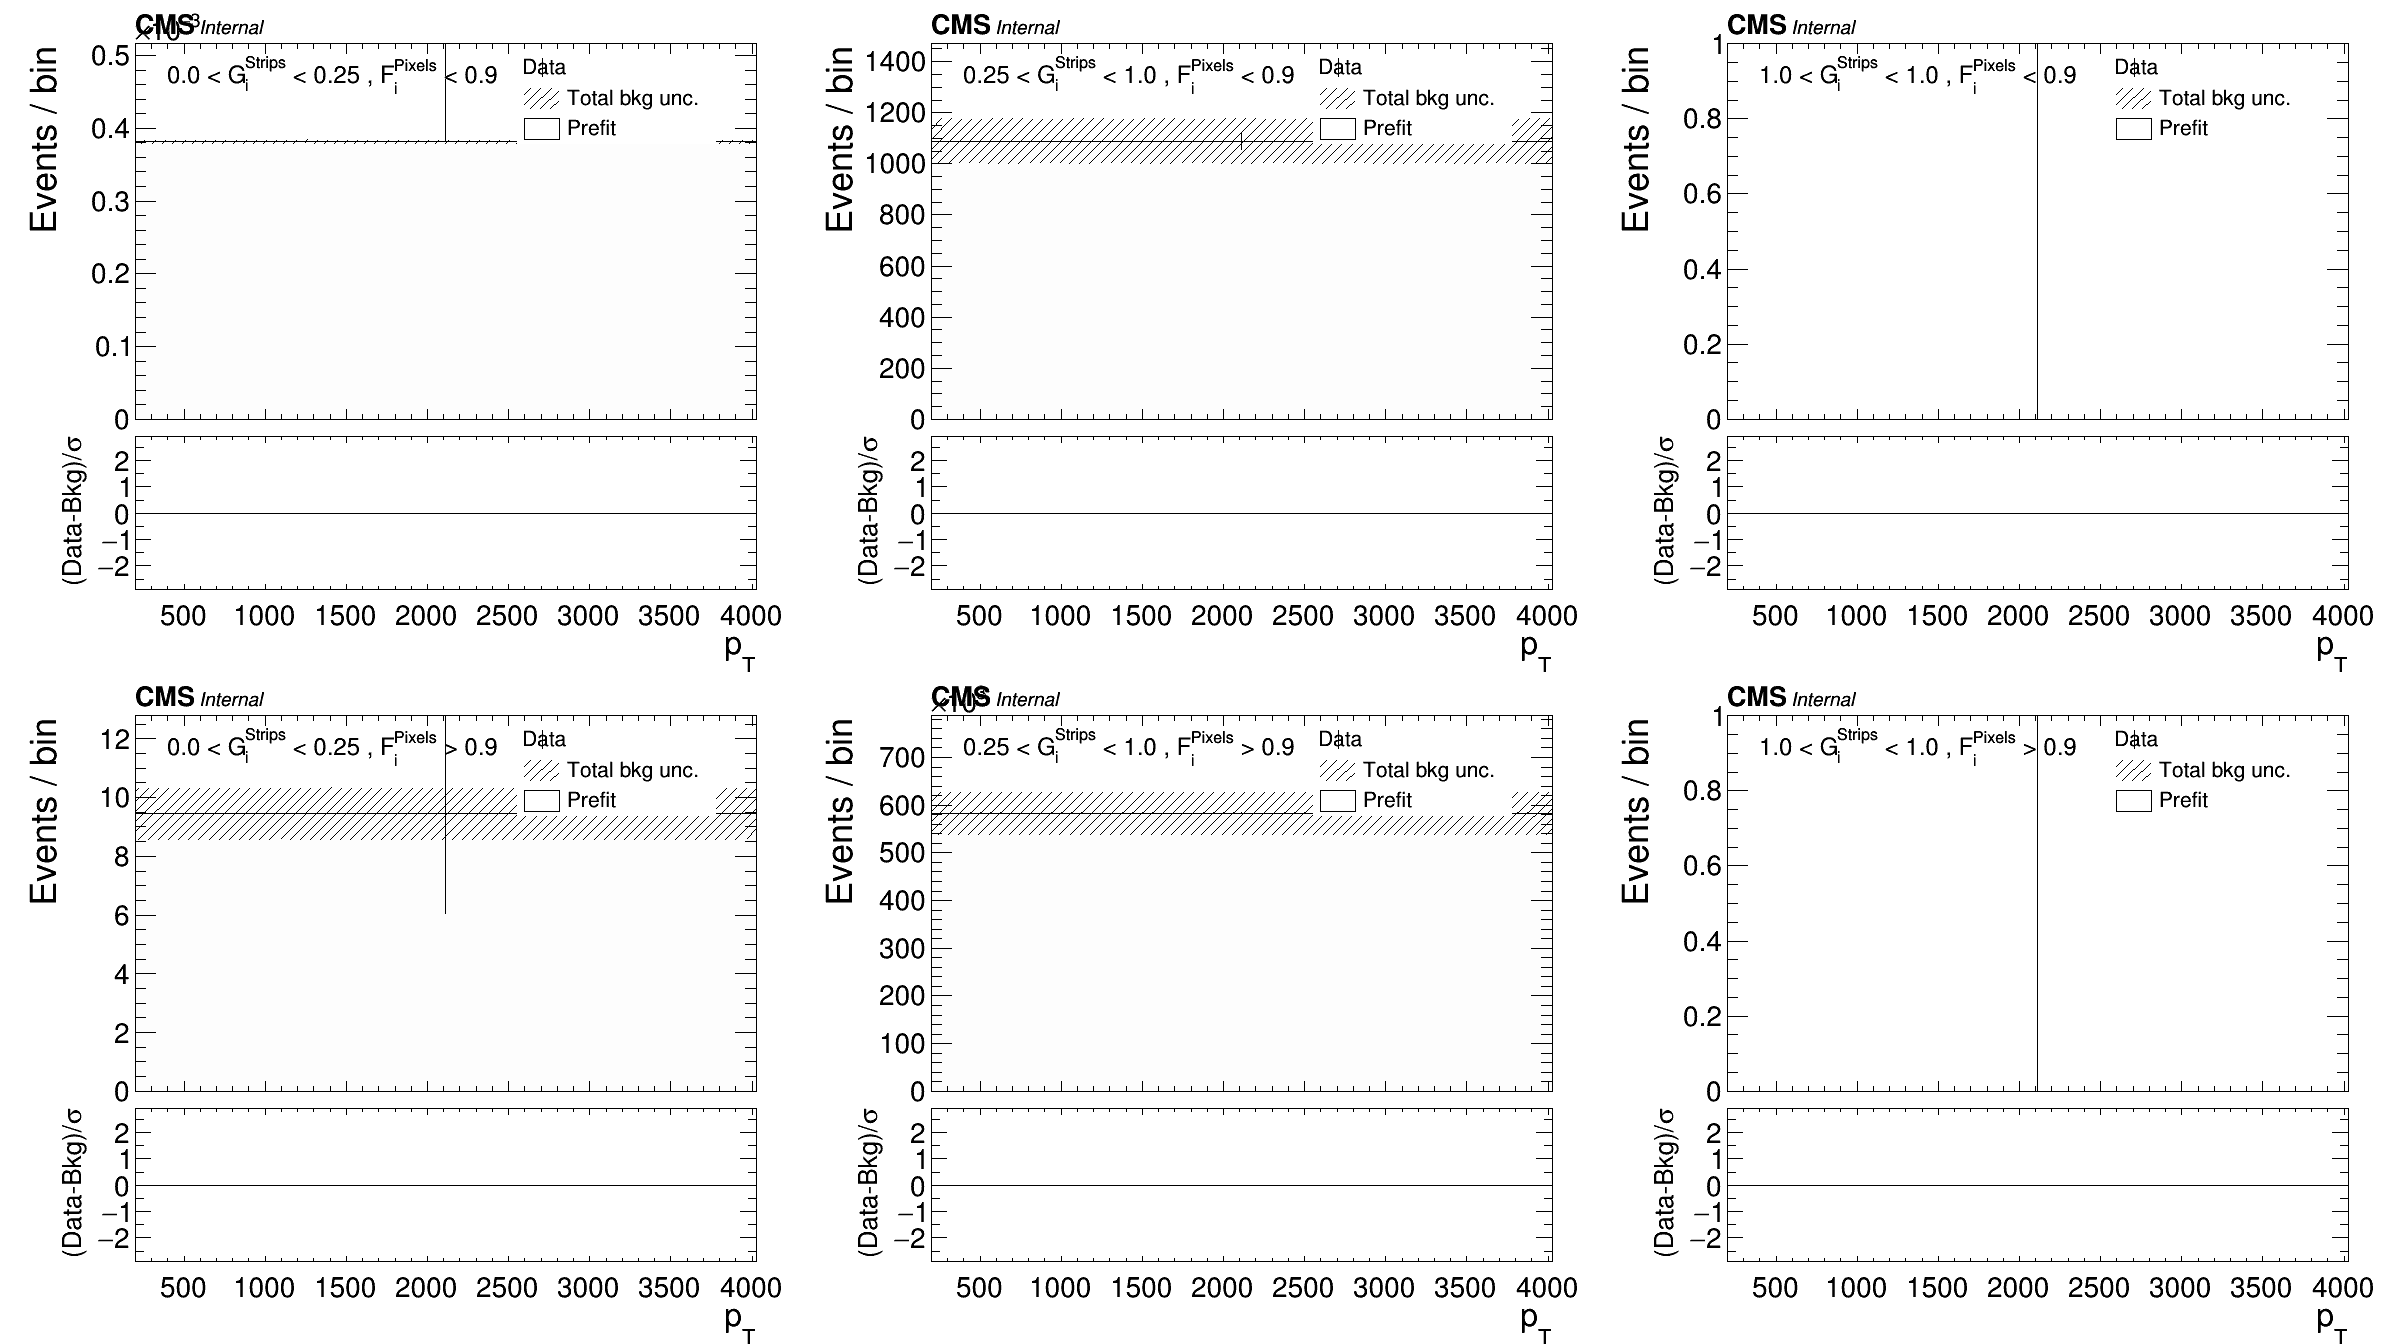 CMS Internal
×10⁻³
0.0 < G_i^Strips < 0.25 , F_i^Pixels < 0.9
Data
Total bkg unc.
Prefit
Events / bin
0.5
0.4
0.3
0.2
0.1
0
(Data-Bkg)/σ
2
1
0
−1
−2
500 1000 1500 2000 2500 3000 3500 4000
p_T
CMS Internal
0.25 < G_i^Strips < 1.0 , F_i^Pixels < 0.9
Data
Total bkg unc.
Prefit
Events / bin
1400
1200
1000
800
600
400
200
0
(Data-Bkg)/σ
2
1
0
−1
−2
500 1000 1500 2000 2500 3000 3500 4000
p_T
CMS Internal
1.0 < G_i^Strips < 1.0 , F_i^Pixels < 0.9
Data
Total bkg unc.
Prefit
Events / bin
1
0.8
0.6
0.4
0.2
0
(Data-Bkg)/σ
2
1
0
−1
−2
500 1000 1500 2000 2500 3000 3500 4000
p_T
CMS Internal
0.0 < G_i^Strips < 0.25 , F_i^Pixels > 0.9
Data
Total bkg unc.
Prefit
Events / bin
12
10
8
6
4
2
0
(Data-Bkg)/σ
2
1
0
−1
−2
500 1000 1500 2000 2500 3000 3500 4000
p_T
CMS Internal
0.25 < G_i^Strips < 1.0 , F_i^Pixels > 0.9
Data
Total bkg unc.
Prefit
Events / bin
700
600
500
400
300
200
100
0
(Data-Bkg)/σ
2
1
0
−1
−2
500 1000 1500 2000 2500 3000 3500 4000
p_T
CMS Internal
1.0 < G_i^Strips < 1.0 , F_i^Pixels > 0.9
Data
Total bkg unc.
Prefit
Events / bin
1
0.8
0.6
0.4
0.2
0
(Data-Bkg)/σ
2
1
0
−1
−2
500 1000 1500 2000 2500 3000 3500 4000
p_T